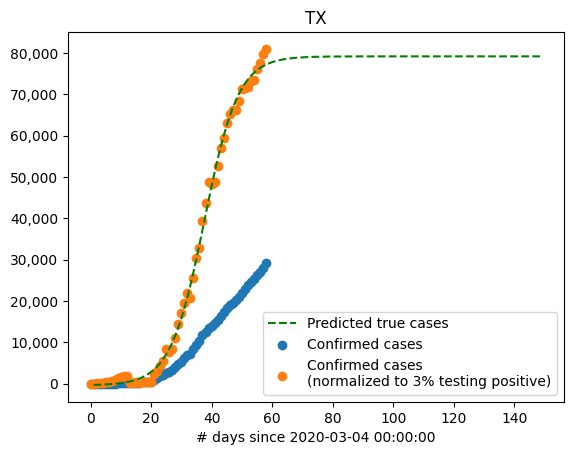 TX
80,000
70,000
60,000
50,000
40,000
30,000
20,000
10,000
0
Predicted true cases
Confirmed cases
Confirmed cases
(normalized to 3% testing positive)
0 20 40 60 80 100 120 140
# days since 2020-03-04 00:00:00